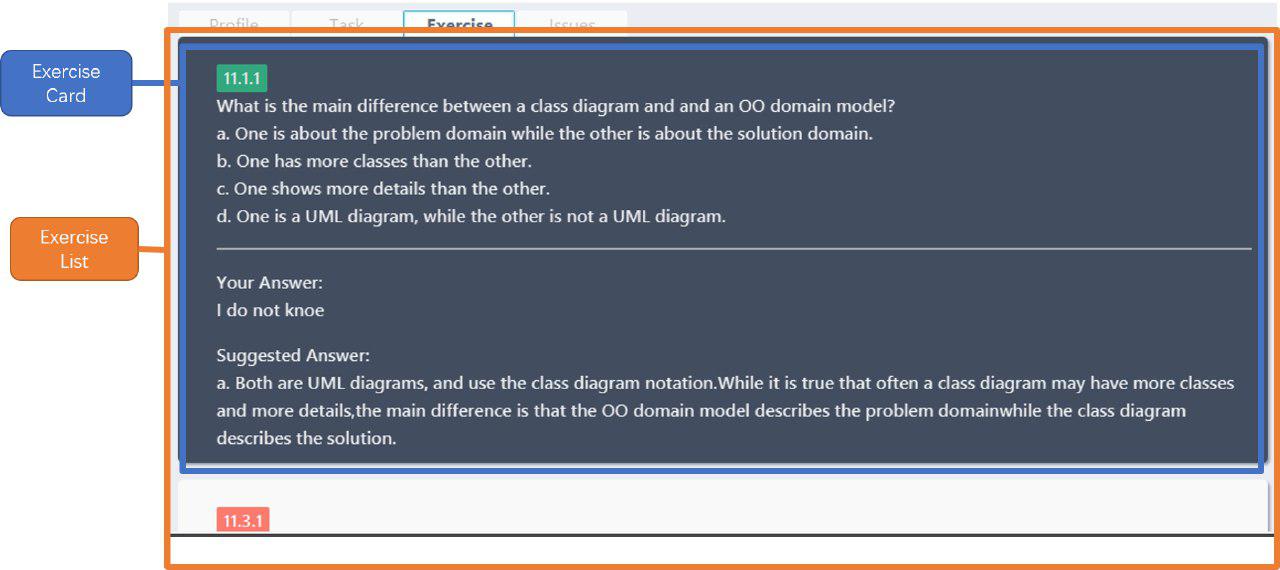 Profile Task Exercise Issues
Exercise
Card
11.1.1
What is the main difference between a class diagram and and an OO domain model?
a. One is about the problem domain while the other is about the solution domain.
b. One has more classes than the other.
c. One shows more details than the other.
d. One is a UML diagram, while the other is not a UML diagram.
Exercise
List
Your Answer:
I do not knoe
Suggested Answer:
a. Both are UML diagrams, and use the class diagram notation.While it is true that often a class diagram may have more classes
and more details,the main difference is that the OO domain model describes the problem domainwhile the class diagram
describes the solution.
11.3.1